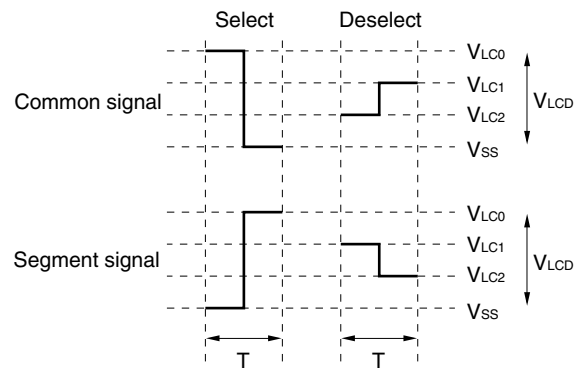 Select Deselect
VLC0
VLC1
Common signal
VLCD
VLC2
VSS
VLC0
VLC1
Segment signal
VLCD
VLC2
VSS
T T